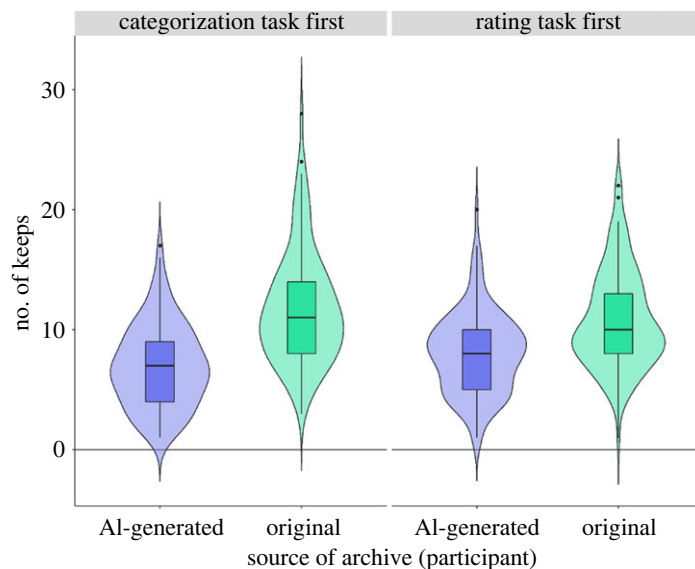 categorization task first
rating task first
30
20
10
0
no. of keeps
AI-generated
original
AI-generated
original
source of archive (participant)